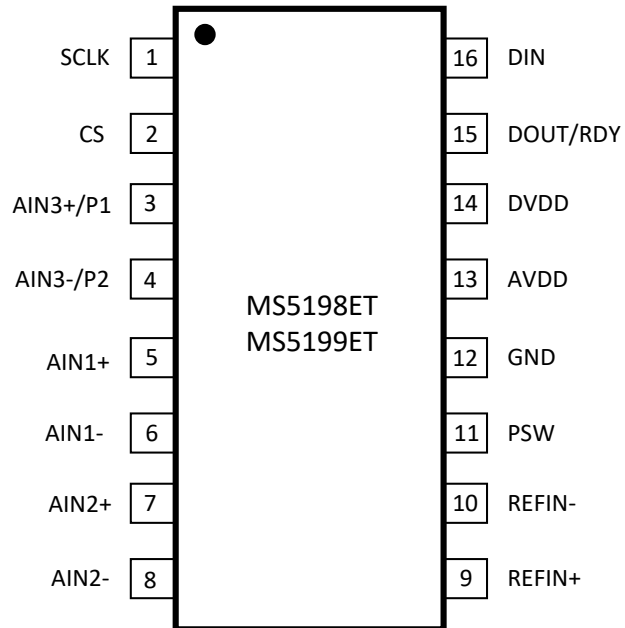 SCLK 1 16 DIN
CS 2 15 DOUT/RDY
AIN3+/P1 3 14 DVDD
AIN3-/P2 4 13 AVDD
MS5198ET
MS5199ET
AIN1+ 5 12 GND
AIN1- 6 11 PSW
AIN2+ 7 10 REFIN-
AIN2- 8 9 REFIN+